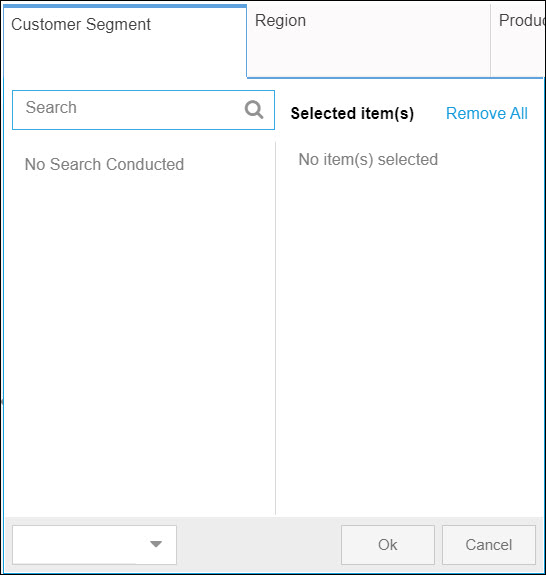 Customer Segment
Region
Produc
Search
Selected item(s)
Remove All
No Search Conducted
No item(s) selected
Ok
Cancel